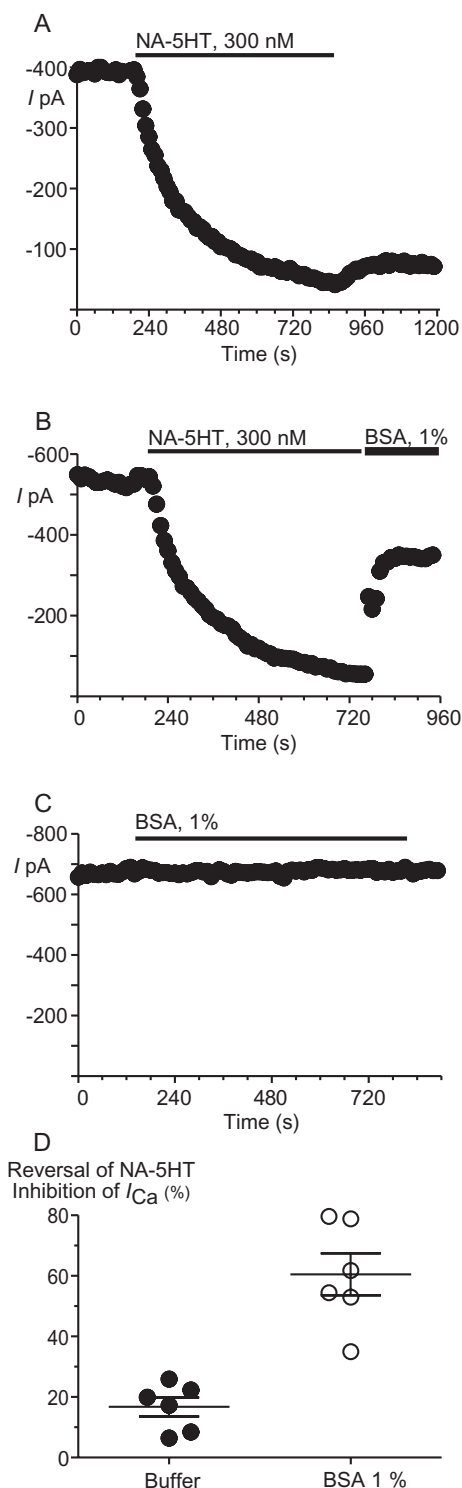 A
NA-5HT, 300 nM
-400
I pA
-300
-200
-100
0 240 480 720 960 1200
Time (s)
B
NA-5HT, 300 nM BSA, 1%
-600
I pA
-400
-200
0 240 480 720 960
Time (s)
C
BSA, 1%
-800
I pA
-600
-400
-200
0 240 480 720
Time (s)
D
Reversal of NA-5HT
Inhibition of ICa (%)
80
60
40
20
0
Buffer BSA 1 %